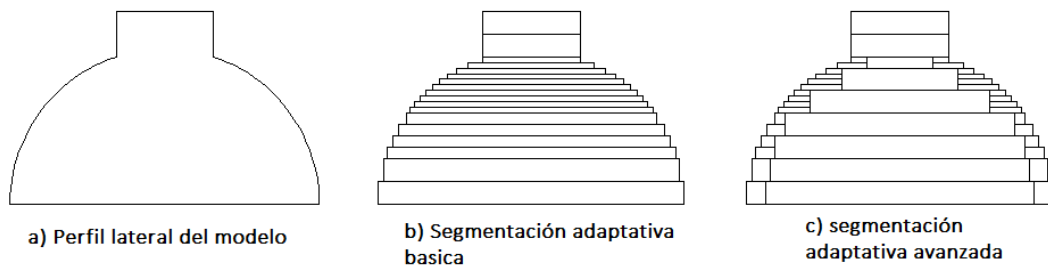 a) Perfil lateral del modelo
b) Segmentación adaptativa
basica
c) segmentación
adaptativa avanzada